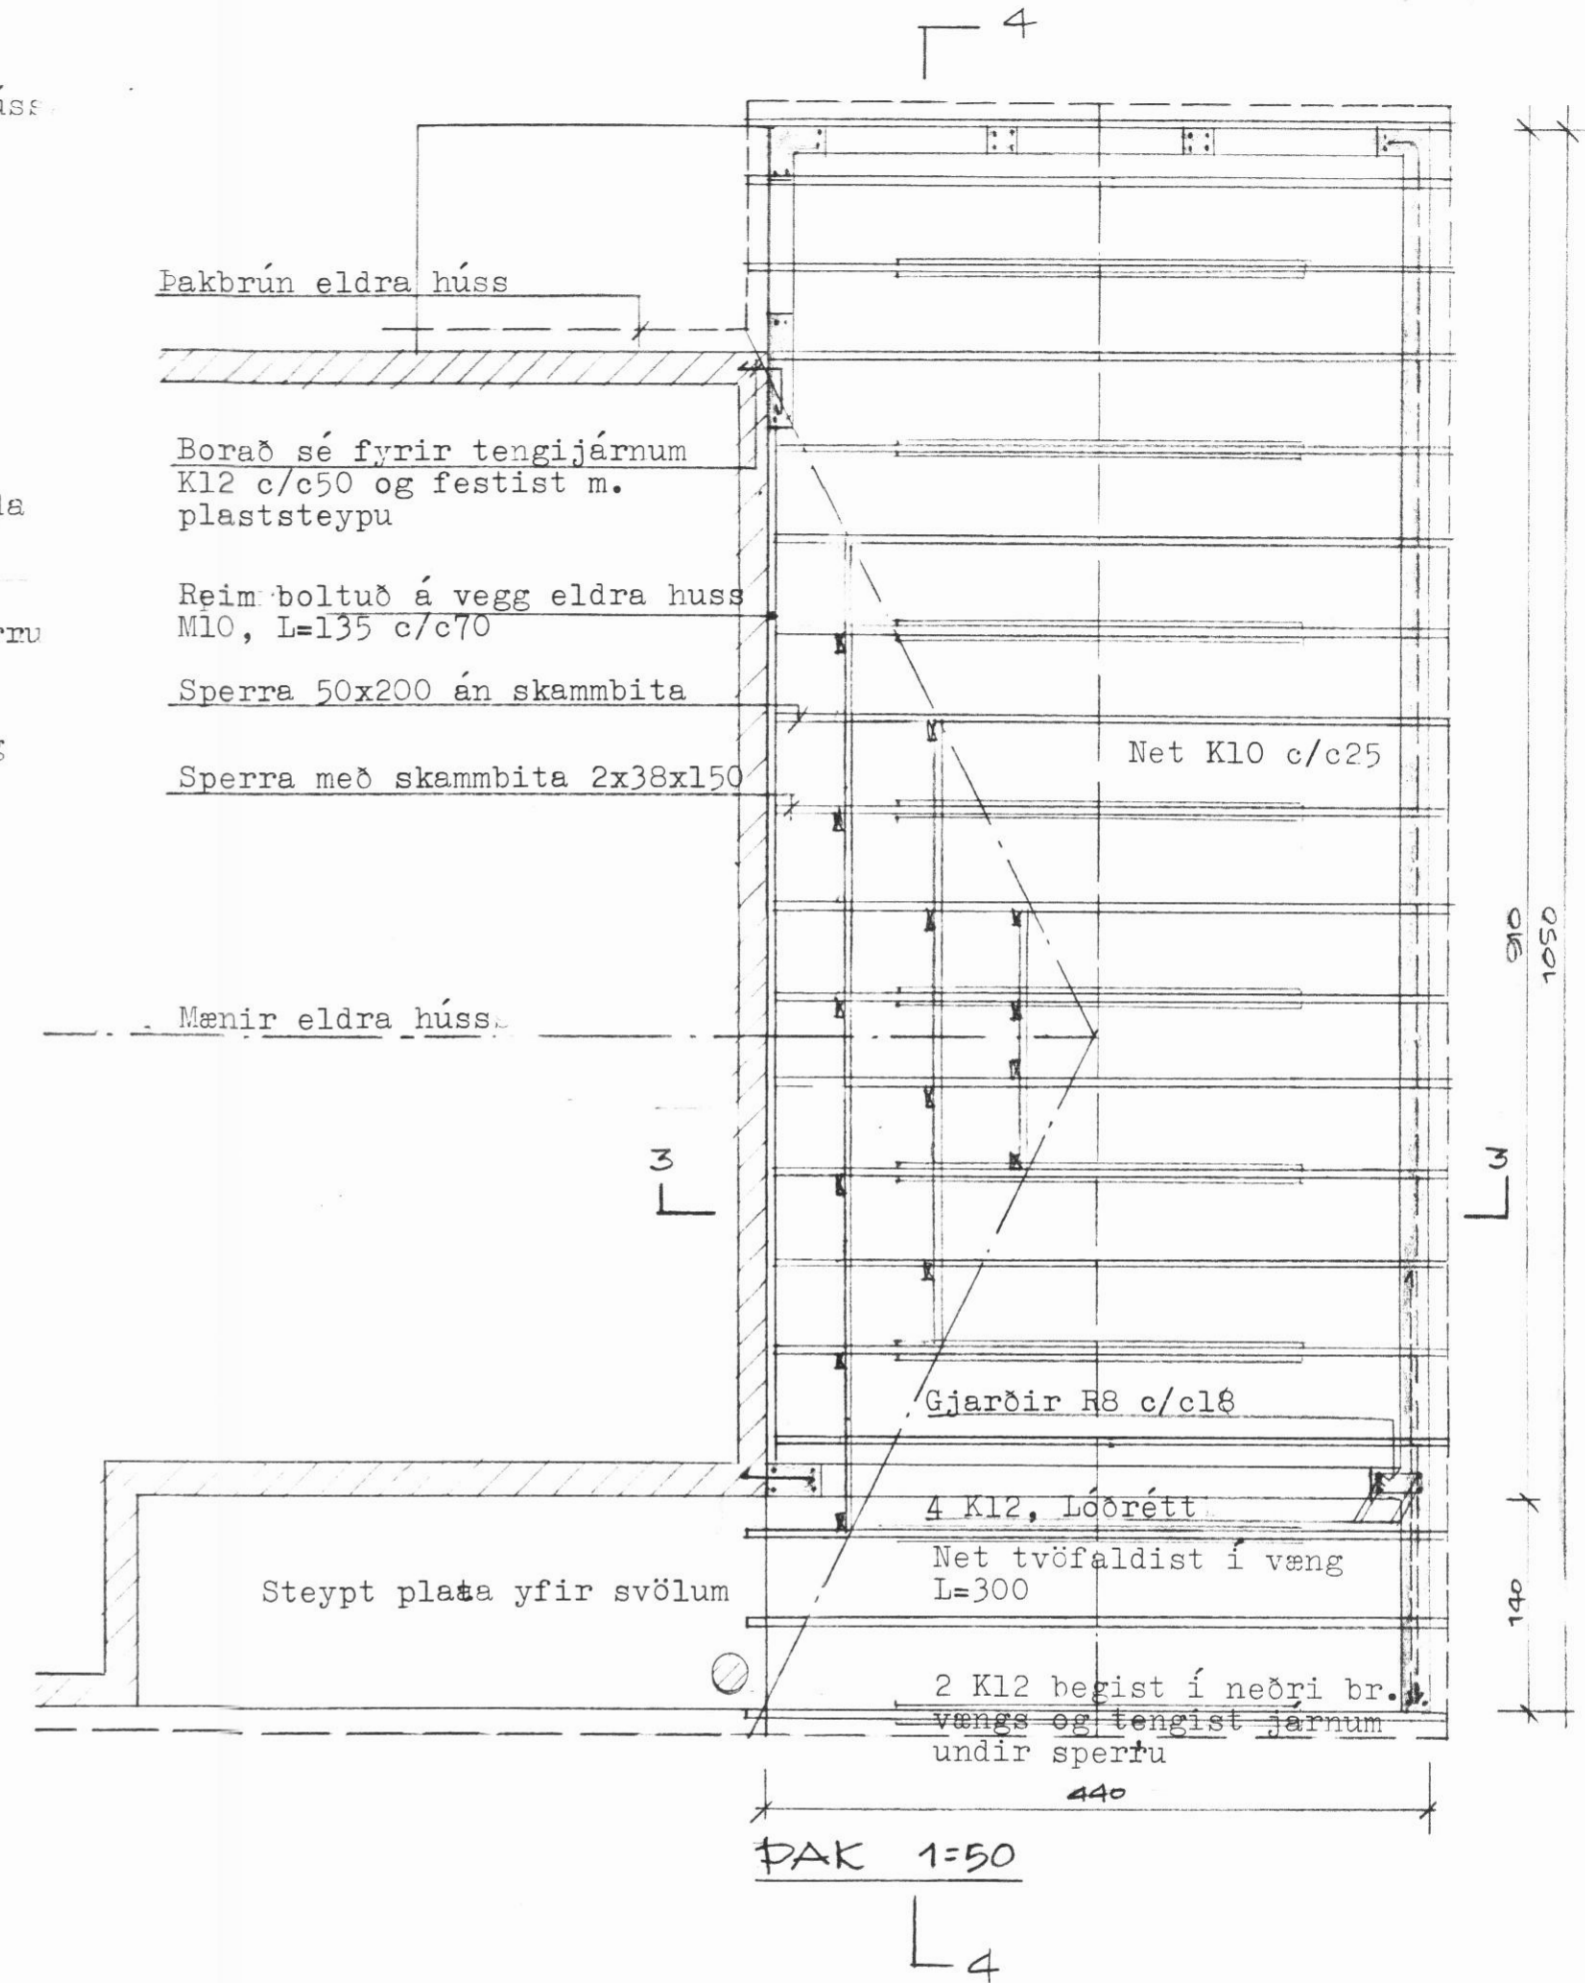 4
Þakbrún eldra húss
Borað sé fyrir tengijárnum
K12 c/c50 og festist m.
plaststeypu
Reim boltuð á vegg eldra huss
M10, L=135 c/c70
Sperra 50x200 án skammbita
Net K10 c/c25
Sperra með skammbita 2x38x150
910
1050
Mænir eldra húss
3
3
Gjarðir R8 c/c18
4 K12, Lóðrétt
Net tvöfaldist í væng
L=300
Steypt plata yfir svölum
140
2 K12 begist í neðri br.
vængs og tengist járnum
undir sperru
440
ÞAK 1=50
4